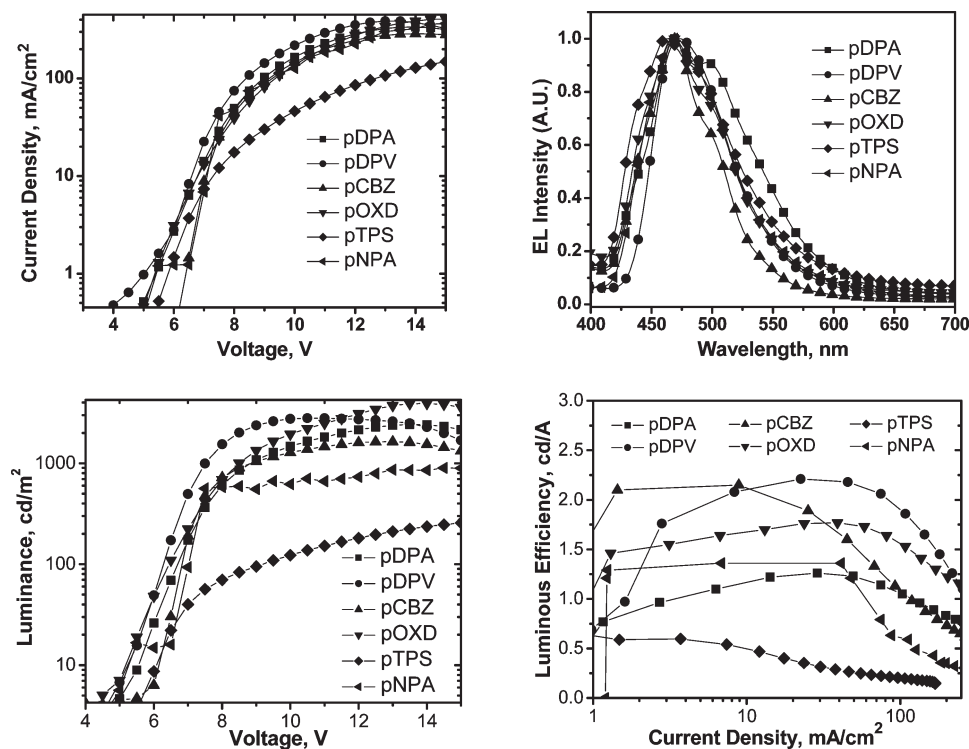 Current Density, mA/cm²
100
10
1
4 6 8 10 12 14
Voltage, V
pDPA
pDPV
pCBZ
pOXD
pTPS
pNPA
EL Intensity (A.U.)
1.0
0.8
0.6
0.4
0.2
0.0
400 450 500 550 600 650 700
Wavelength, nm
pDPA
pDPV
pCBZ
pOXD
pTPS
pNPA
Luminance, cd/m²
1000
100
10
4 6 8 10 12 14
Voltage, V
pDPA
pDPV
pCBZ
pOXD
pTPS
pNPA
Luminous Efficiency, cd/A
3.0
2.5
2.0
1.5
1.0
0.5
0.0
1 10 100
Current Density, mA/cm²
pDPA pCBZ pTPS
pDPV pOXD pNPA